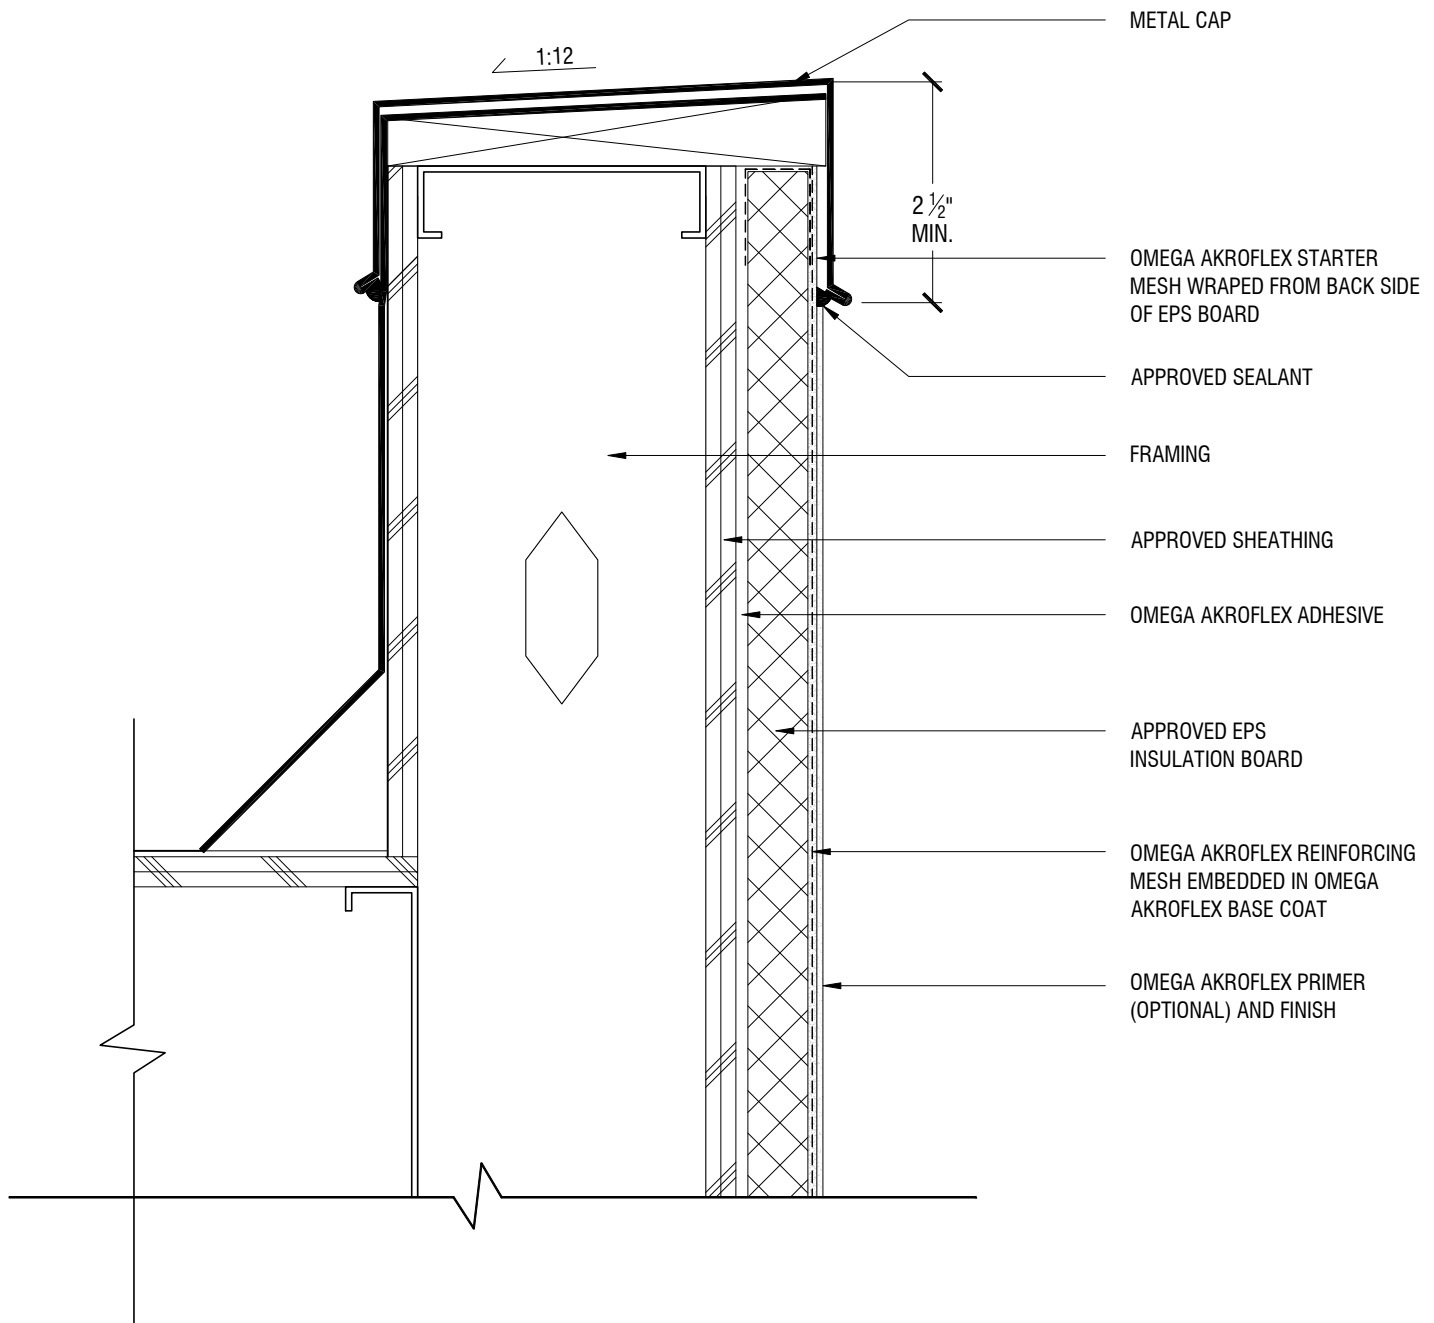 METAL CAP
1:12
2 1/2"
MIN.
OMEGA AKROFLEX STARTER
MESH WRAPED FROM BACK SIDE
OF EPS BOARD
APPROVED SEALANT
FRAMING
APPROVED SHEATHING
OMEGA AKROFLEX ADHESIVE
APPROVED EPS
INSULATION BOARD
OMEGA AKROFLEX REINFORCING
MESH EMBEDDED IN OMEGA
AKROFLEX BASE COAT
OMEGA AKROFLEX PRIMER
(OPTIONAL) AND FINISH